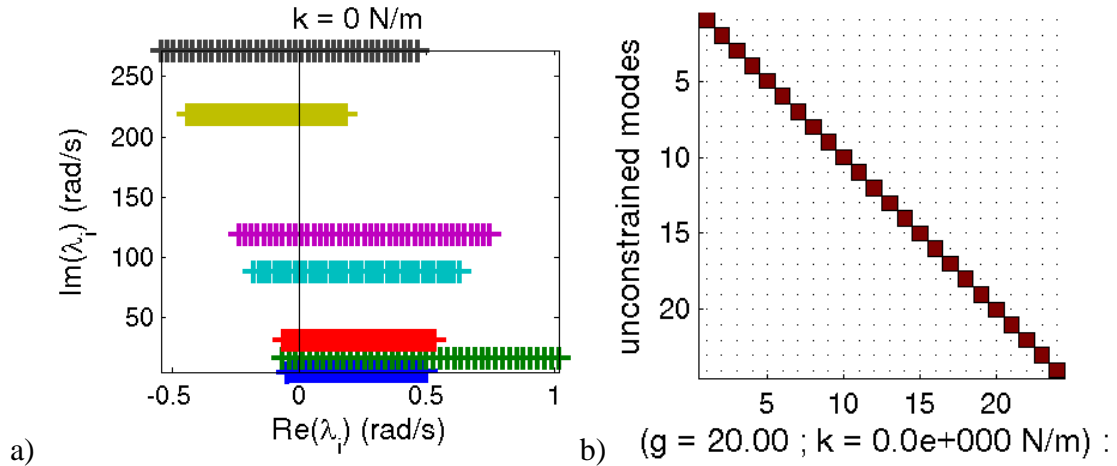 k = 0 N/m
250
200
150
100
50
-0.5
0
0.5
1
Im(λi) (rad/s)
Re(λi) (rad/s)
a)
unconstrained modes
5
10
15
20
5
10
15
20
(g = 20.00 ; k = 0.0e+000 N/m) :
b)